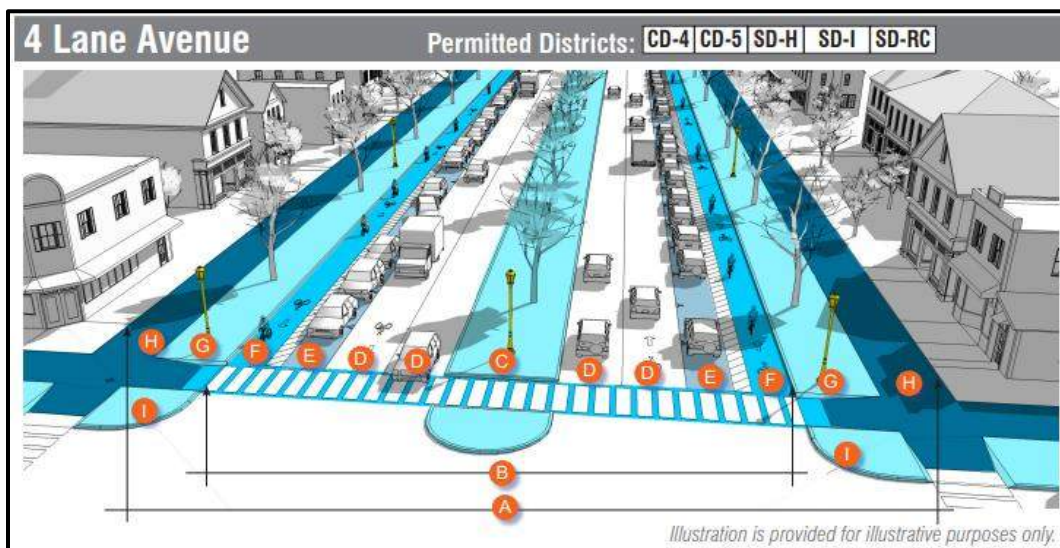 4 Lane Avenue
Permitted Districts: CD-4 CD-5 SD-H SD-I SD-RC
H G F E D D C D D E F G H
I I
B
A
Illustration is provided for illustrative purposes only.